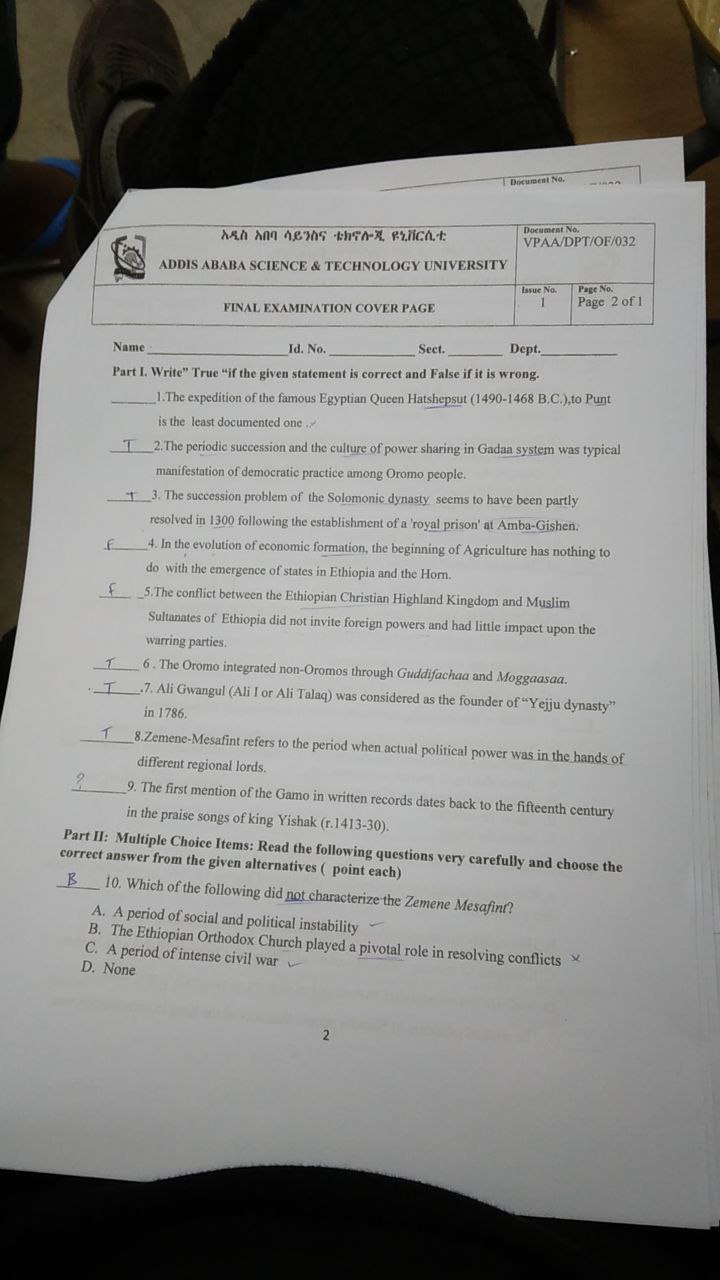 Document No.
አዲስ አበባ ሳይንስና ቴክኖሎጂ ዩኒቨርሲቲ
ADDIS ABABA SCIENCE & TECHNOLOGY UNIVERSITY
Document No.
VPAA/DPT/OF/032
FINAL EXAMINATION COVER PAGE
Issue No.
1
Page No.
Page 2 of 1
Name ________ Id. No. ________ Sect. ________ Dept. ________
Part I. Write” True “if the given statement is correct and False if it is wrong.
______1.The expedition of the famous Egyptian Queen Hatshepsut (1490-1468 B.C.),to Punt
is the least documented one .
T 2.The periodic succession and the culture of power sharing in Gadaa system was typical
manifestation of democratic practice among Oromo people.
T 3. The succession problem of the Solomonic dynasty seems to have been partly
resolved in 1300 following the establishment of a 'royal prison' at Amba-Gishen.
F 4. In the evolution of economic formation, the beginning of Agriculture has nothing to
do with the emergence of states in Ethiopia and the Horn.
F 5.The conflict between the Ethiopian Christian Highland Kingdom and Muslim
Sultanates of Ethiopia did not invite foreign powers and had little impact upon the
warring parties.
T 6 . The Oromo integrated non-Oromos through Guddifachaa and Moggaasaa.
T .7. Ali Gwangul (Ali I or Ali Talaq) was considered as the founder of “Yejju dynasty”
in 1786.
T 8.Zemene-Mesafint refers to the period when actual political power was in the hands of
different regional lords.
? 9. The first mention of the Gamo in written records dates back to the fifteenth century
in the praise songs of king Yishak (r.1413-30).
Part II: Multiple Choice Items: Read the following questions very carefully and choose the
correct answer from the given alternatives ( point each)
B 10. Which of the following did not characterize the Zemene Mesafint?
A. A period of social and political instability
B. The Ethiopian Orthodox Church played a pivotal role in resolving conflicts ×
C. A period of intense civil war
D. None
2